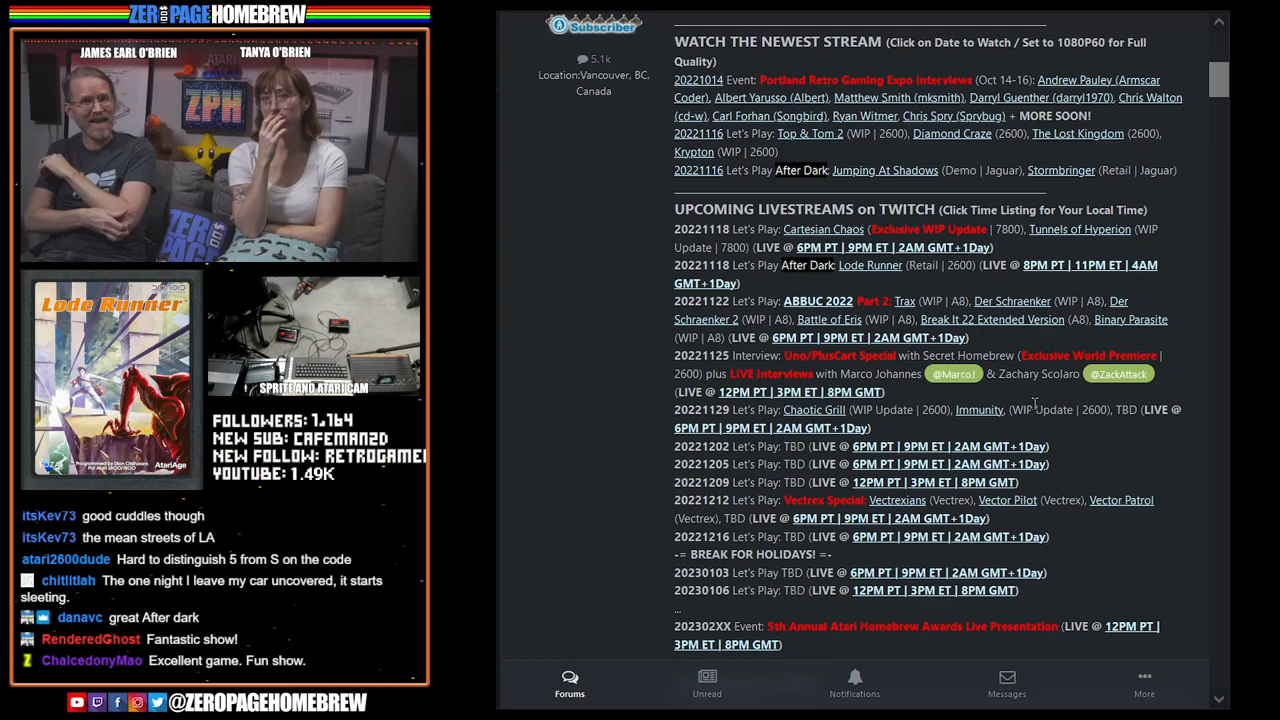 ZERO PAGE HOMEBREW
JAMES EARL O'BRIEN
TANYA O'BRIEN
ZPH
Lode Runner
Programmed by Dion Olsthoorn
For Atari 2600/7800
AtariAge
SPRITE AND ATARI CAM
FOLLOWERS: 1,164
NEW SUB: CAFEMAN2D
NEW FOLLOW: RETROGAME
YOUTUBE: 1.49K
itsKev73 good cuddles though
itsKev73 the mean streets of LA
atari2600dude Hard to distinguish 5 from S on the code
chitlitlah The one night I leave my car uncovered, it starts
sleeting.
danavc great After dark
RenderedGhost Fantastic show!
ChalcedonyMao Excellent game. Fun show.
@ZEROPAGEHOMEBREW
Subscriber
5.1k
Location:Vancouver, BC,
Canada
WATCH THE NEWEST STREAM (Click on Date to Watch / Set to 1080P60 for Full
Quality)
20221014 Event: Portland Retro Gaming Expo Interviews (Oct 14-16): Andrew Pauley (Armscar
Coder), Albert Yarusso (Albert), Matthew Smith (mksmith), Darryl Guenther (darryl1970), Chris Walton
(cd-w), Carl Forhan (Songbird), Ryan Witmer, Chris Spry (Sprybug) + MORE SOON!
20221116 Let's Play: Top & Tom 2 (WIP | 2600), Diamond Craze (2600), The Lost Kingdom (2600),
Krypton (WIP | 2600)
20221116 Let's Play After Dark: Jumping At Shadows (Demo | Jaguar), Stormbringer (Retail | Jaguar)
UPCOMING LIVESTREAMS on TWITCH (Click Time Listing for Your Local Time)
20221118 Let's Play: Cartesian Chaos (Exclusive WIP Update | 7800), Tunnels of Hyperion (WIP
Update | 7800) (LIVE @ 6PM PT | 9PM ET | 2AM GMT+1Day)
20221118 Let's Play After Dark: Lode Runner (Retail | 2600) (LIVE @ 8PM PT | 11PM ET | 4AM
GMT+1Day)
20221122 Let's Play: ABBUC 2022 Part 2: Trax (WIP | A8), Der Schraenker (WIP | A8), Der
Schraenker 2 (WIP | A8), Battle of Eris (WIP | A8), Break It 22 Extended Version (A8), Binary Parasite
(WIP | A8) (LIVE @ 6PM PT | 9PM ET | 2AM GMT+1Day)
20221125 Interview: Uno/PlusCart Special with Secret Homebrew (Exclusive World Premiere |
2600) plus LIVE Interviews with Marco Johannes @MarcoJ & Zachary Scolaro @ZackAttack
(LIVE @ 12PM PT | 3PM ET | 8PM GMT)
20221129 Let's Play: Chaotic Grill (WIP Update | 2600), Immunity, (WIP Update | 2600), TBD (LIVE @
6PM PT | 9PM ET | 2AM GMT+1Day)
20221202 Let's Play: TBD (LIVE @ 6PM PT | 9PM ET | 2AM GMT+1Day)
20221205 Let's Play: TBD (LIVE @ 6PM PT | 9PM ET | 2AM GMT+1Day)
20221209 Let's Play: TBD (LIVE @ 12PM PT | 3PM ET | 8PM GMT)
20221212 Let's Play: Vectrex Special: Vectrexians (Vectrex), Vector Pilot (Vectrex), Vector Patrol
(Vectrex), TBD (LIVE @ 6PM PT | 9PM ET | 2AM GMT+1Day)
20221216 Let's Play: TBD (LIVE @ 6PM PT | 9PM ET | 2AM GMT+1Day)
-= BREAK FOR HOLIDAYS! =-
20230103 Let's Play TBD (LIVE @ 6PM PT | 9PM ET | 2AM GMT+1Day)
20230106 Let's Play TBD (LIVE @ 12PM PT | 3PM ET | 8PM GMT)
...
202302XX Event: 5th Annual Atari Homebrew Awards Live Presentation (LIVE @ 12PM PT |
3PM ET | 8PM GMT)
Forums
Unread
Notifications
Messages
More